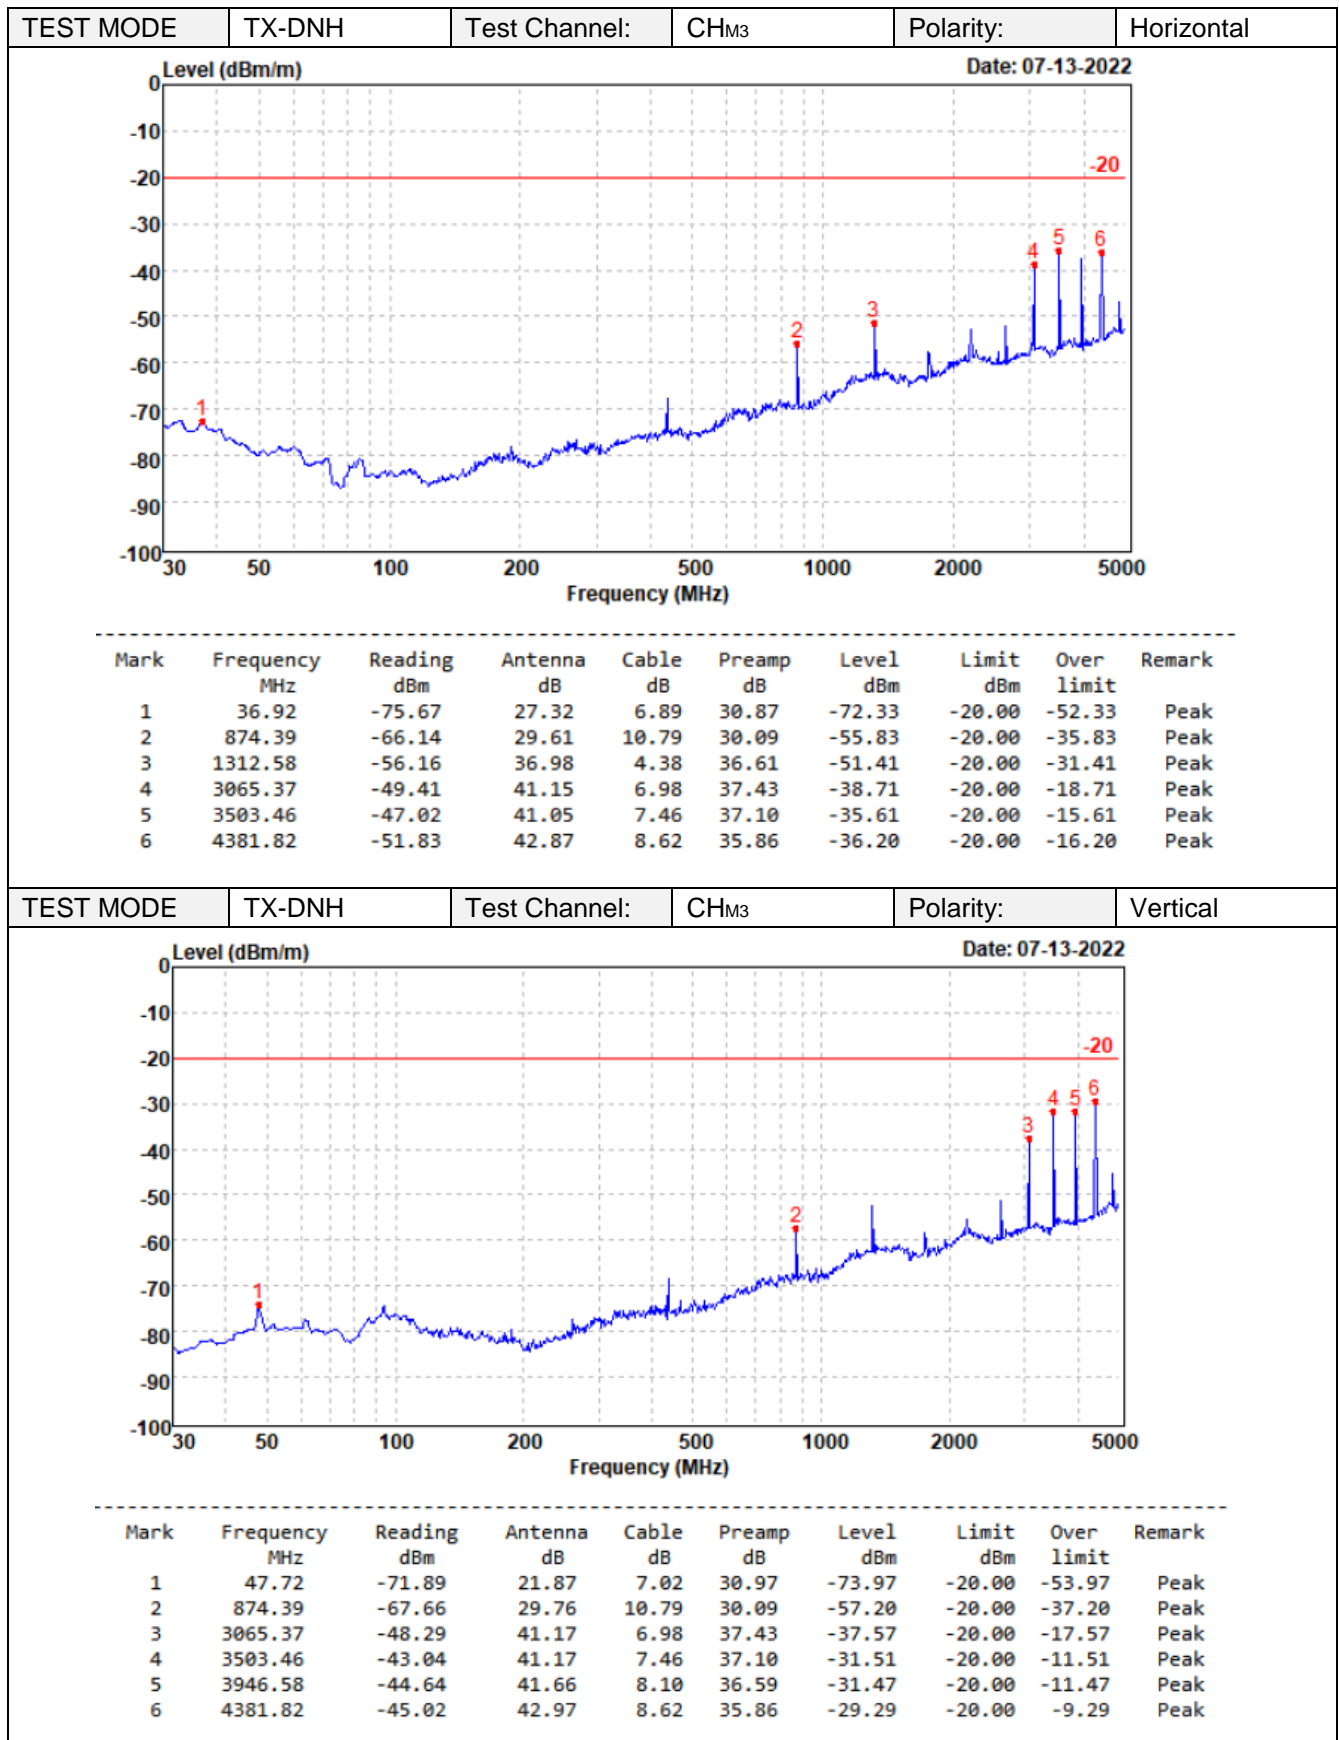 TEST MODE TX-DNH Test Channel: CHM3 Polarity: Horizontal
Level (dBm/m) Date: 07-13-2022
0
-10
-20
-20
-30
-40
-50
-60
-70
-80
-90
-100
1
2
3
4
5
6
30 50 100 200 500 1000 2000 5000
Frequency (MHz)
Mark Frequency Reading Antenna Cable Preamp Level Limit Over Remark
MHz dBm dB dB dB dBm dBm limit
1 36.92 -75.67 27.32 6.89 30.87 -72.33 -20.00 -52.33 Peak
2 874.39 -66.14 29.61 10.79 30.09 -55.83 -20.00 -35.83 Peak
3 1312.58 -56.16 36.98 4.38 36.61 -51.41 -20.00 -31.41 Peak
4 3065.37 -49.41 41.15 6.98 37.43 -38.71 -20.00 -18.71 Peak
5 3503.46 -47.02 41.05 7.46 37.10 -35.61 -20.00 -15.61 Peak
6 4381.82 -51.83 42.87 8.62 35.86 -36.20 -20.00 -16.20 Peak
TEST MODE TX-DNH Test Channel: CHM3 Polarity: Vertical
Level (dBm/m) Date: 07-13-2022
0
-10
-20
-20
-30
-40
-50
-60
-70
-80
-90
-100
1
2
3
4
5
6
30 50 100 200 500 1000 2000 5000
Frequency (MHz)
Mark Frequency Reading Antenna Cable Preamp Level Limit Over Remark
MHz dBm dB dB dB dBm dBm limit
1 47.72 -71.89 21.87 7.02 30.97 -73.97 -20.00 -53.97 Peak
2 874.39 -67.66 29.76 10.79 30.09 -57.20 -20.00 -37.20 Peak
3 3065.37 -48.29 41.17 6.98 37.43 -37.57 -20.00 -17.57 Peak
4 3503.46 -43.04 41.17 7.46 37.10 -31.51 -20.00 -11.51 Peak
5 3946.58 -44.64 41.66 8.10 36.59 -31.47 -20.00 -11.47 Peak
6 4381.82 -45.02 42.97 8.62 35.86 -29.29 -20.00 -9.29 Peak